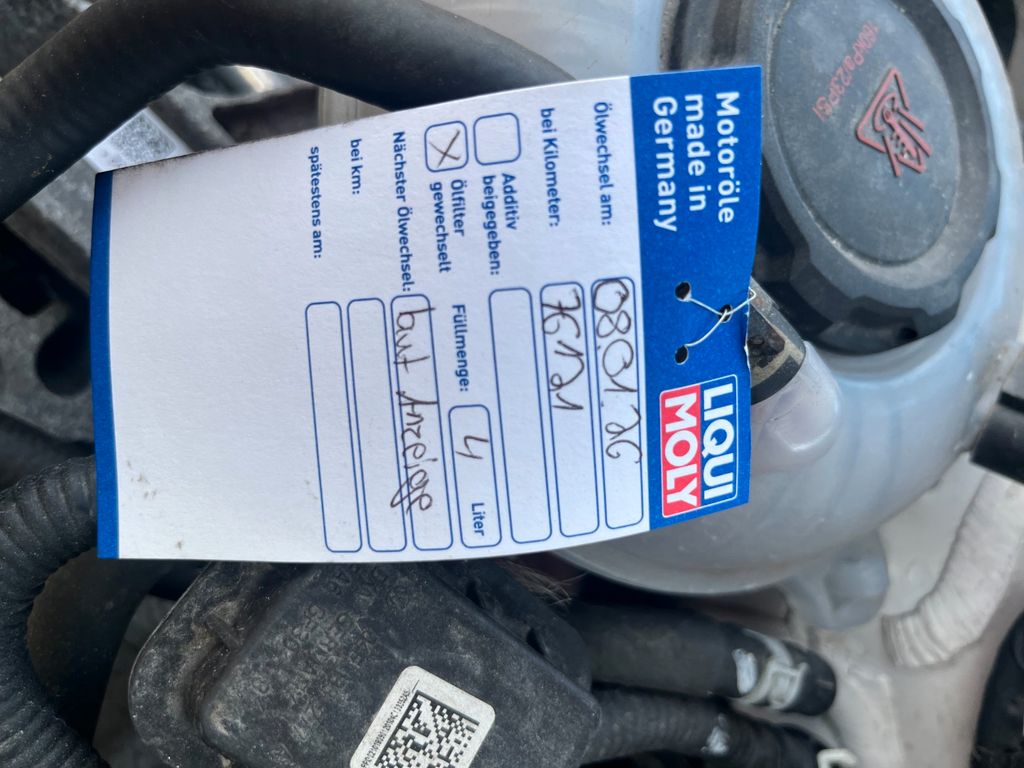 Motoröle
made in
Germany
LIQUI
MOLY
Ölwechsel am: 08.01.26
bei Kilometer: 76121
Additiv
beigegeben:
X Ölfilter
gewechselt
Füllmenge: 4 Liter
Nächster Ölwechsel: laut Anzeige
bei km:
spätestens am: